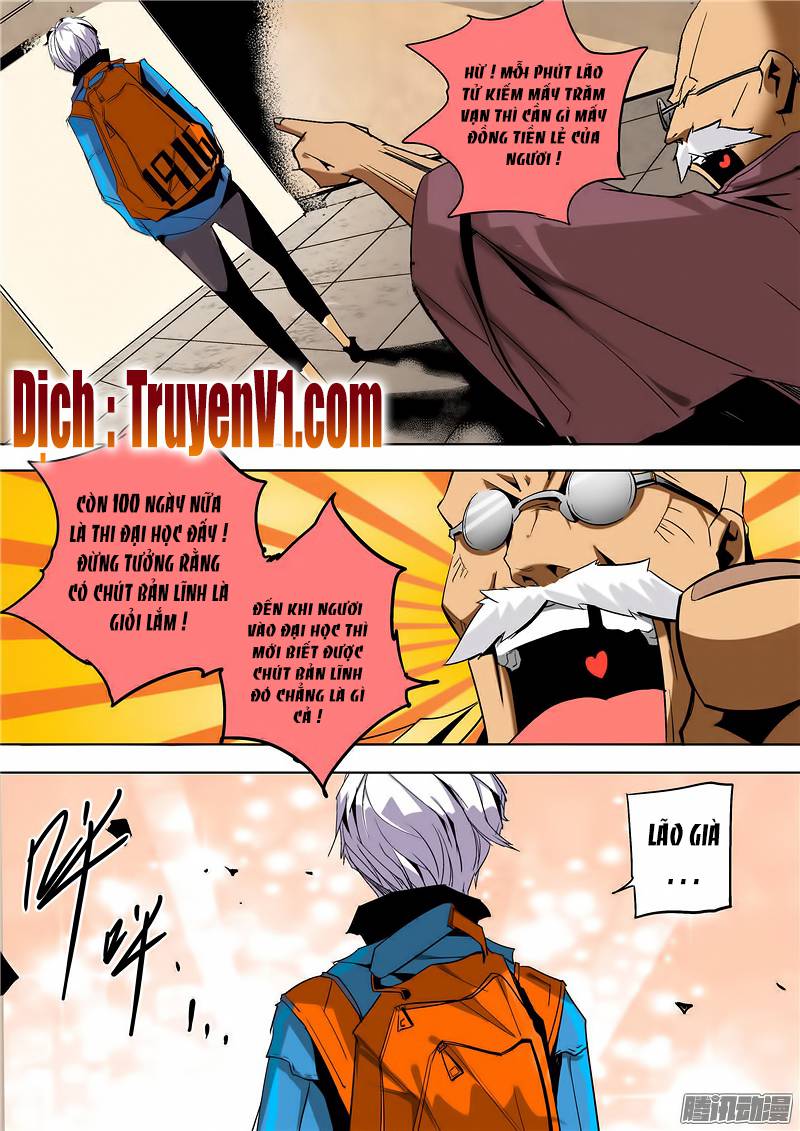 HỪ ! MỖI PHÚT LÃO
TỬ KIẾM MẤY TRĂM
VẠN THÌ CẦN GÌ MẤY
ĐỒNG TIỀN LẺ CỦA
NGƯƠI !
1916
Dịch : TruyenV1.com
CÒN 100 NGÀY NỮA
LÀ THI ĐẠI HỌC ĐẤY !
ĐỪNG TƯỞNG RẰNG
CÓ CHÚT BẢN LĨNH LÀ
GIỎI LẮM !
ĐẾN KHI NGƯƠI
VÀO ĐẠI HỌC THÌ
MỚI BIẾT ĐƯỢC
CHÚT BẢN LĨNH
ĐÓ CHẲNG LÀ GÌ
CẢ !
LÃO GIÀ
...
腾讯动漫